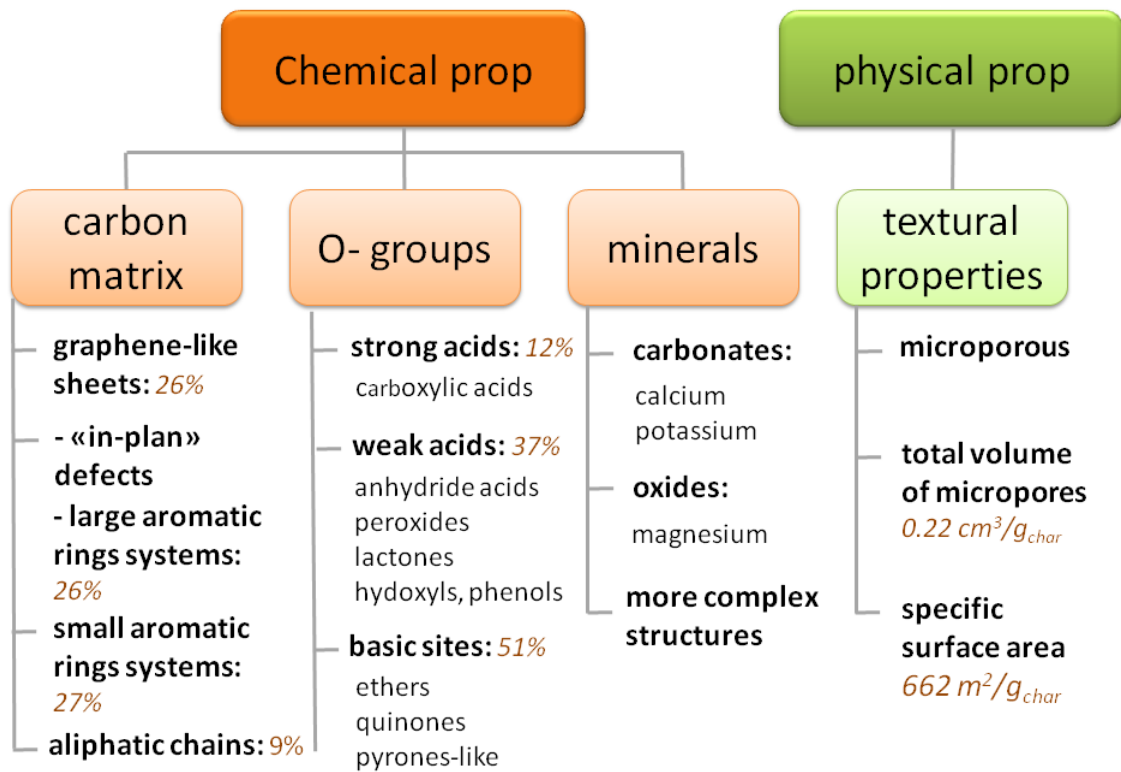 Chemical prop
physical prop
carbon
matrix
O- groups
minerals
textural
properties
graphene-like
sheets: 26%
- «in-plan»
defects
- large aromatic
rings systems:
26%
small aromatic
rings systems:
27%
aliphatic chains: 9%
strong acids: 12%
carboxylic acids
weak acids: 37%
anhydride acids
peroxides
lactones
hydoxyls, phenols
basic sites: 51%
ethers
quinones
pyrones-like
carbonates:
calcium
potassium
oxides:
magnesium
more complex
structures
microporous
total volume
of micropores
0.22 cm³/g_char
specific
surface area
662 m²/g_char